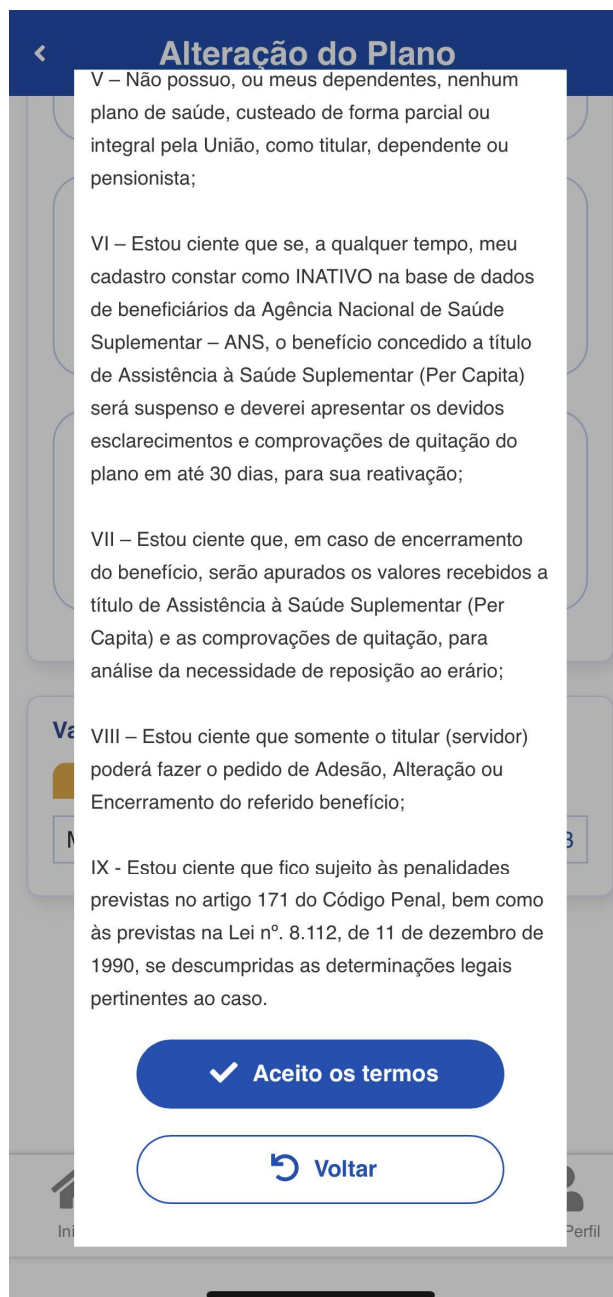 Alteração do Plano
V – Não possuo, ou meus dependentes, nenhum
plano de saúde, custeado de forma parcial ou
integral pela União, como titular, dependente ou
pensionista;
VI – Estou ciente que se, a qualquer tempo, meu
cadastro constar como INATIVO na base de dados
de beneficiários da Agência Nacional de Saúde
Suplementar – ANS, o benefício concedido a título
de Assistência à Saúde Suplementar (Per Capita)
será suspenso e deverei apresentar os devidos
esclarecimentos e comprovações de quitação do
plano em até 30 dias, para sua reativação;
VII – Estou ciente que, em caso de encerramento
do benefício, serão apurados os valores recebidos a
título de Assistência à Saúde Suplementar (Per
Capita) e as comprovações de quitação, para
análise da necessidade de reposição ao erário;
Va
VIII – Estou ciente que somente o titular (servidor)
poderá fazer o pedido de Adesão, Alteração ou
Encerramento do referido benefício;
IX - Estou ciente que fico sujeito às penalidades
previstas no artigo 171 do Código Penal, bem como
às previstas na Lei nº. 8.112, de 11 de dezembro de
1990, se descumpridas as determinações legais
pertinentes ao caso.
Aceito os termos
Voltar
Iní
Perfil